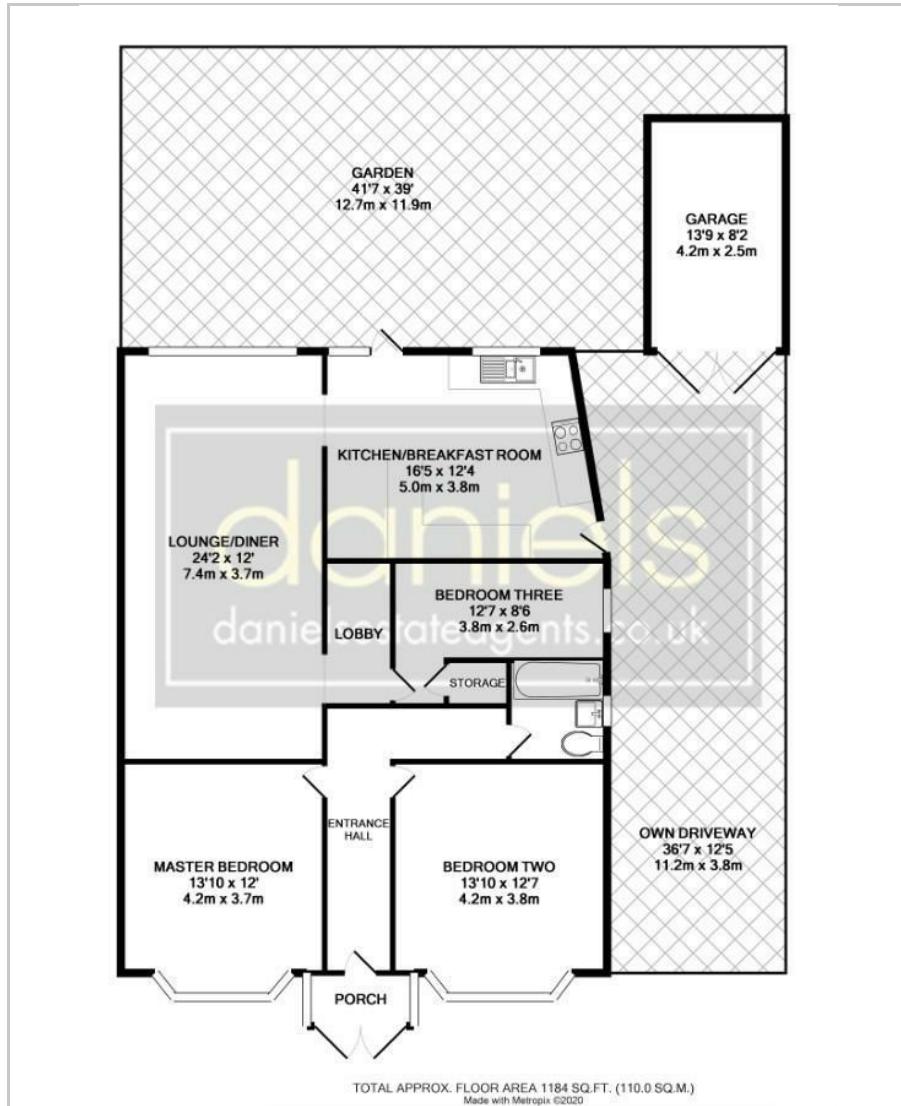 GARDEN
41'7 x 39'
12.7m x 11.9m
GARAGE
13'9 x 8'2
4.2m x 2.5m
KITCHEN/BREAKFAST ROOM
16'5 x 12'4
5.0m x 3.8m
daniels
LOUNGE/DINER
24'2 x 12'
7.4m x 3.7m
BEDROOM THREE
12'7 x 8'6
3.8m x 2.6m
LOBBY
danielsestateagents.co.uk
STORAGE
ENTRANCE
HALL
OWN DRIVEWAY
36'7 x 12'5
11.2m x 3.8m
MASTER BEDROOM
13'10 x 12'
4.2m x 3.7m
BEDROOM TWO
13'10 x 12'7
4.2m x 3.8m
PORCH
TOTAL APPROX. FLOOR AREA 1184 SQ.FT. (110.0 SQ.M.)
Made with Metropix ©2020